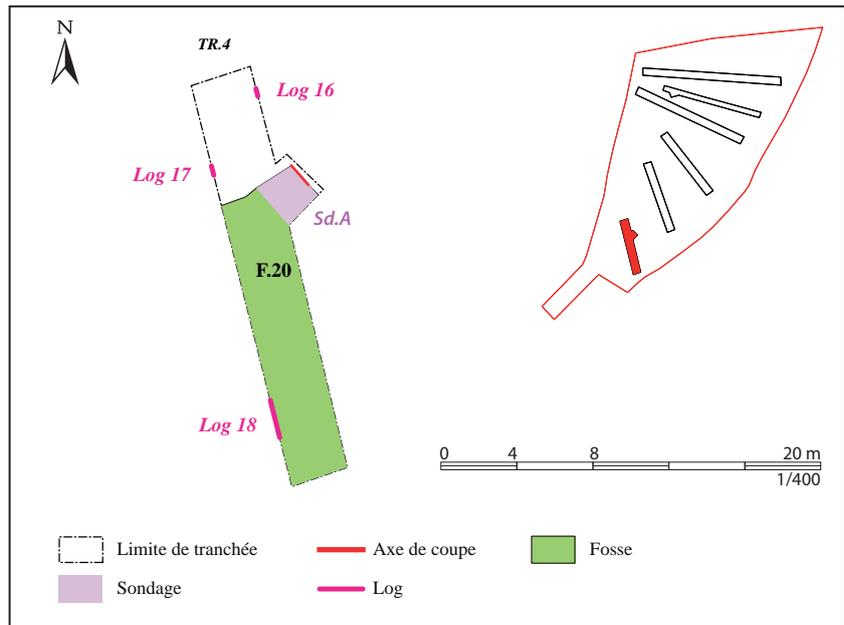 N
TR.4
Log 16
Log 17
Sd.A
F.20
Log 18
0 4 8 20 m
1/400
Limite de tranchée
Axe de coupe
Fosse
Sondage
Log